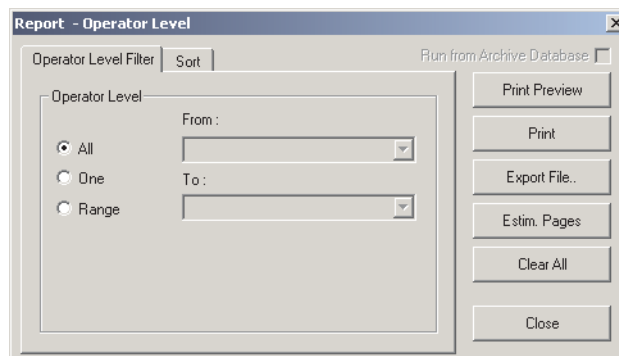 Report - Operator Level
Operator Level Filter
Sort
Run from Archive Database
Operator Level
From :
All
One
To :
Range
Print Preview
Print
Export File..
Estim. Pages
Clear All
Close